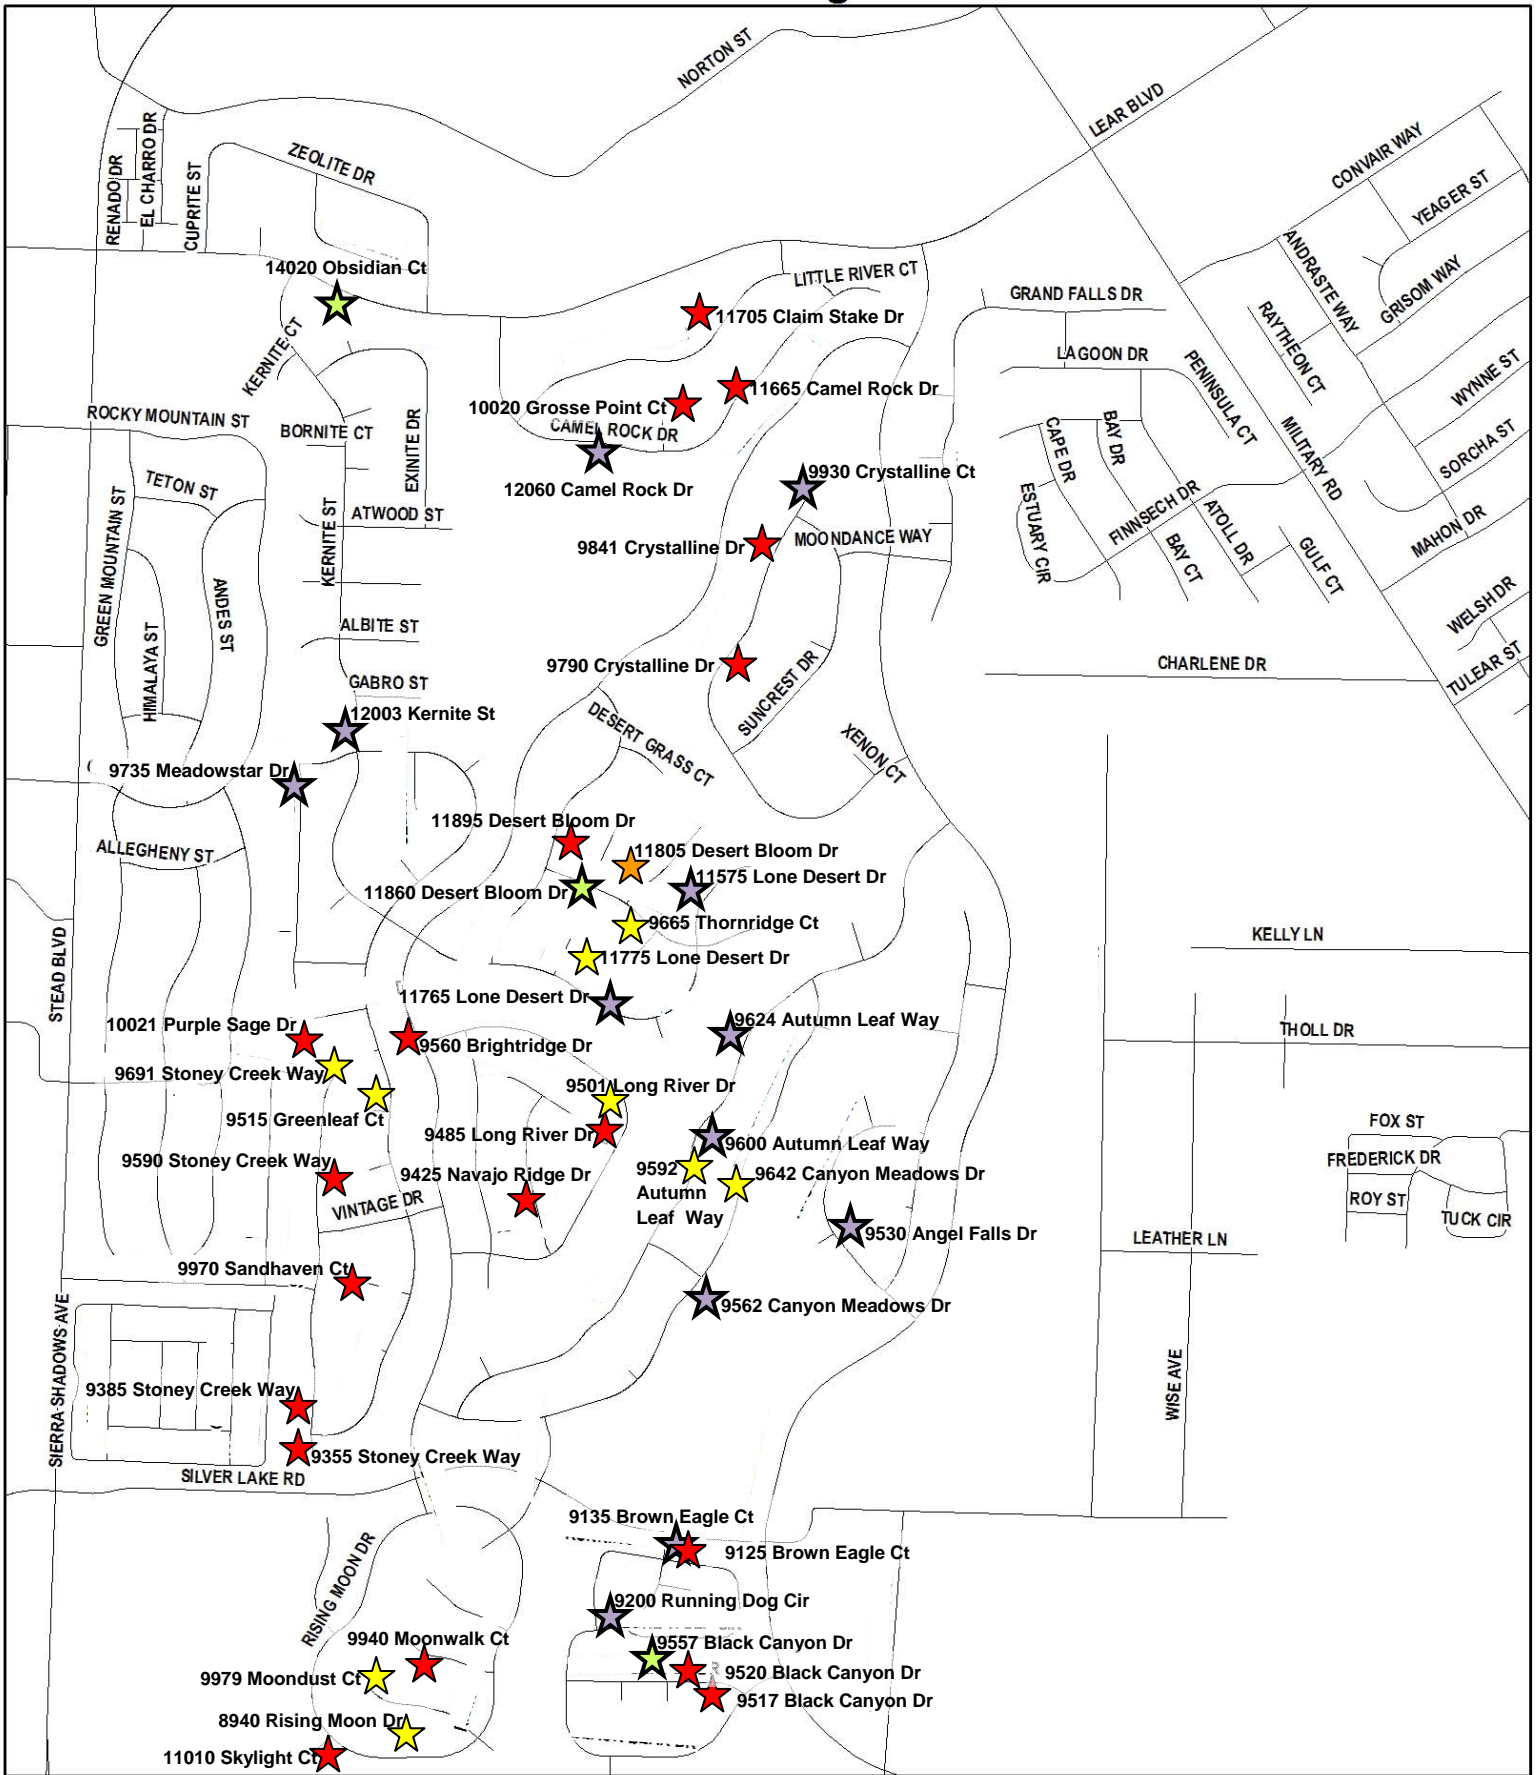 NORTON ST
LEAR BLVD
CONVAIR WAY
YEAGER ST
GRISOM WAY
ANDRASTE WAY
RENADO DR
EL CHARRO DR
CUPRITE ST
ZEOLITE DR
14020 Obsidian Ct
LITTLE RIVER CT
GRAND FALLS DR
11705 Claim Stake Dr
RAYTHEON CT
KERNITE CT
LAGOON DR
PENINSULA CT
WYNNE ST
11665 Camel Rock Dr
10020 Grosse Point Ct
ROCKY MOUNTAIN ST
BORNITE CT
EXINITE DR
CAMEL ROCK DR
CAPE DR
BAY DR
MILITARY RD
SORCHA ST
TETON ST
12060 Camel Rock Dr
9930 Crystalline Ct
GREEN MOUNTAIN ST
KERNITE ST
ATWOOD ST
ESTUARY CIR
FINNSECH DR
ATOLL DR
MAHON DR
9841 Crystalline Dr
MOONDANCE WAY
BAY CT
GULF CT
HIMALAYA ST
ANDES ST
ALBITE ST
WELSH DR
9790 Crystalline Dr
CHARLENE DR
TULEAR ST
GABRO ST
SUNCREST DR
12003 Kernite St
DESERT GRASS CT
XENON CT
9735 Meadowstar Dr
11895 Desert Bloom Dr
ALLEGHENY ST
11805 Desert Bloom Dr
11575 Lone Desert Dr
11860 Desert Bloom Dr
9665 Thornridge Ct
KELLY LN
STEAD BLVD
11775 Lone Desert Dr
11765 Lone Desert Dr
10021 Purple Sage Dr
9624 Autumn Leaf Way
THOLL DR
9560 Brightridge Dr
9691 Stoney Creek Way
9501 Long River Dr
9515 Greenleaf Ct
9485 Long River Dr
FOX ST
9600 Autumn Leaf Way
9590 Stoney Creek Way
FREDERICK DR
9425 Navajo Ridge Dr
9592
Autumn
Leaf Way
9642 Canyon Meadows Dr
VINTAGE DR
ROY ST
TUCK CIR
9530 Angel Falls Dr
LEATHER LN
9970 Sandhaven Ct
9562 Canyon Meadows Dr
SIERRA SHADOWS AVE
WISE AVE
9385 Stoney Creek Way
9355 Stoney Creek Way
SILVER LAKE RD
9135 Brown Eagle Ct
9125 Brown Eagle Ct
RISING MOON DR
9200 Running Dog Cir
9940 Moonwalk Ct
9557 Black Canyon Dr
9979 Moondust Ct
9520 Black Canyon Dr
9517 Black Canyon Dr
8940 Rising Moon Dr
11010 Skylight Ct